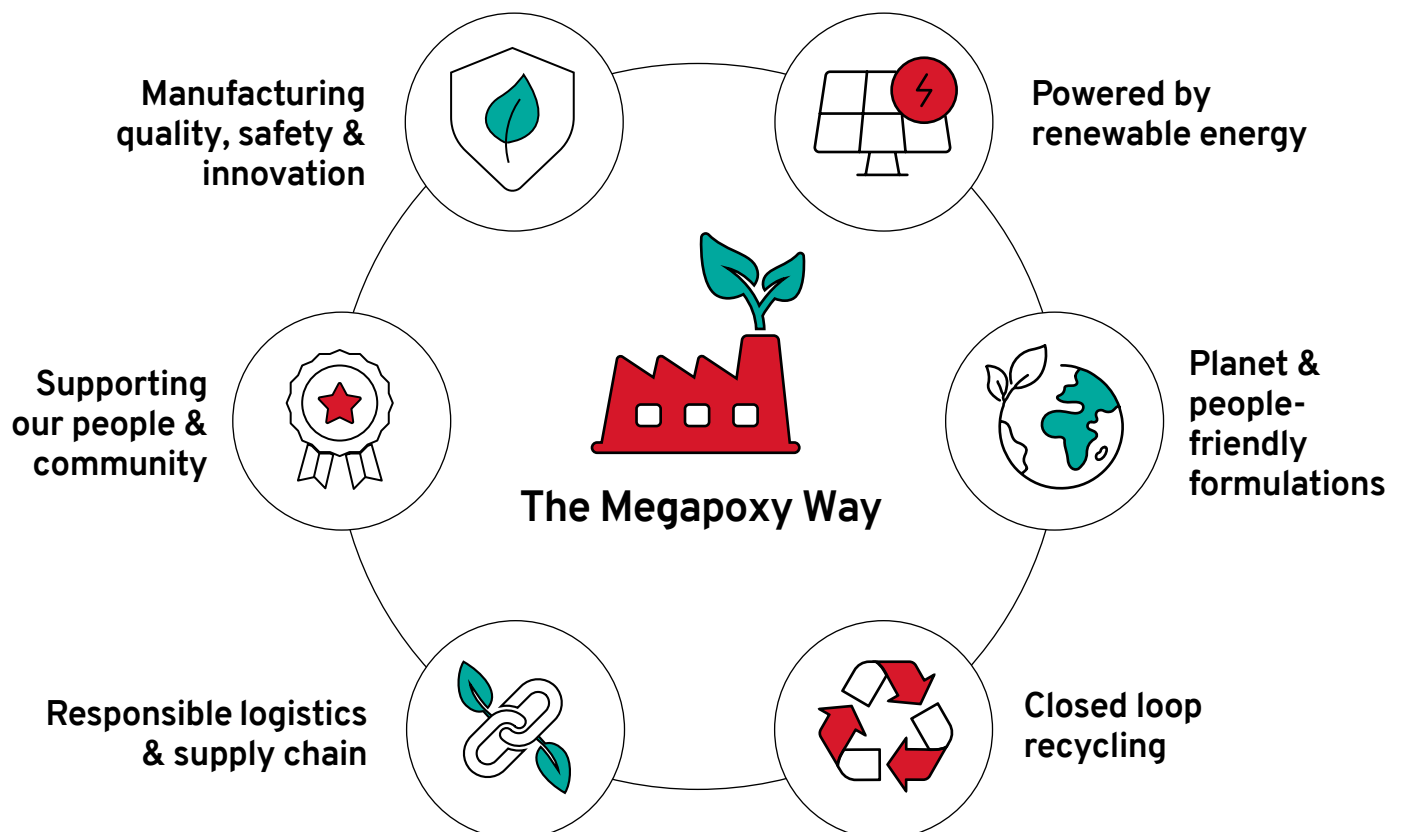 Manufacturing
quality, safety &
innovation
Powered by
renewable energy
Supporting
our people &
community
Planet &
people-
friendly
formulations
The Megapoxy Way
Responsible logistics
& supply chain
Closed loop
recycling